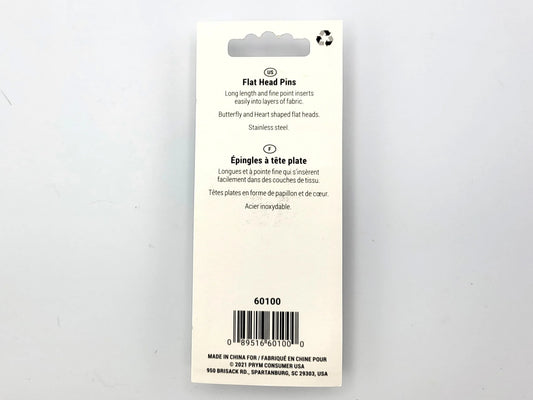 US
Flat Head Pins
Long length and fine point inserts
easily into layers of fabric.
Butterfly and Heart shaped flat heads.
Stainless steel.
F
Épingles à tête plate
Longues et à pointe fine qui s'insèrent
facilement dans des couches de tissu.
Têtes plates en forme de papillon et de cœur.
Acier inoxydable.
60100
0 89516 60100 0
MADE IN CHINA FOR / FABRIQUÉ EN CHINE POUR
© 2021 PRYM CONSUMER USA
950 BRISACK RD., SPARTANBURG, SC 29303, USA